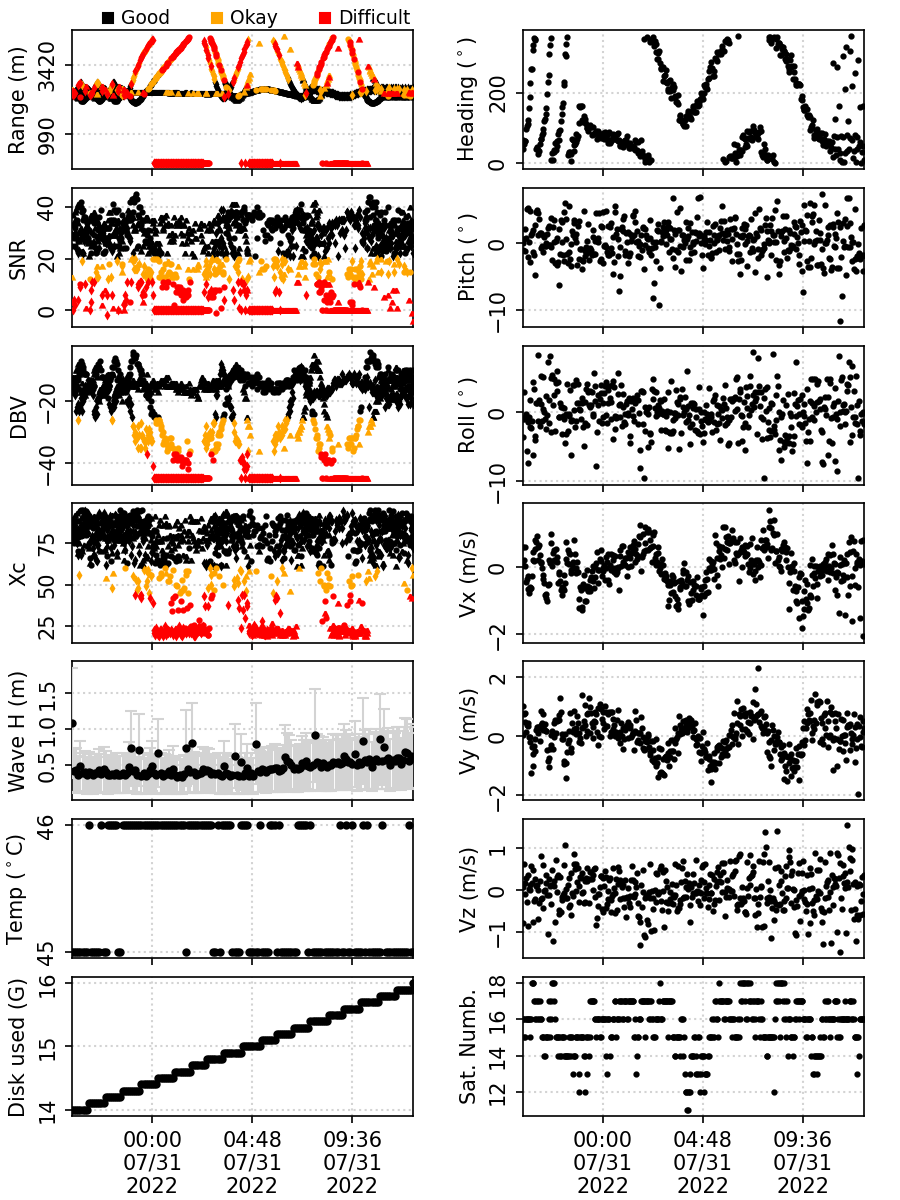 Good Okay Difficult
Range (m)
3420
990
Heading (°)
200
0
SNR
40
20
0
Pitch (°)
0
−10
DBV
−20
−40
Roll (°)
0
−10
Xc
75
50
25
Vx (m/s)
0
−2
Wave H (m)
1.5
1.0
0.5
Vy (m/s)
2
0
−2
Temp (°C)
46
45
Vz (m/s)
1
0
−1
Disk used (G)
16
15
14
Sat. Numb.
18
16
14
12
00:00 04:48 09:36
07/31 07/31 07/31
2022 2022 2022
00:00 04:48 09:36
07/31 07/31 07/31
2022 2022 2022